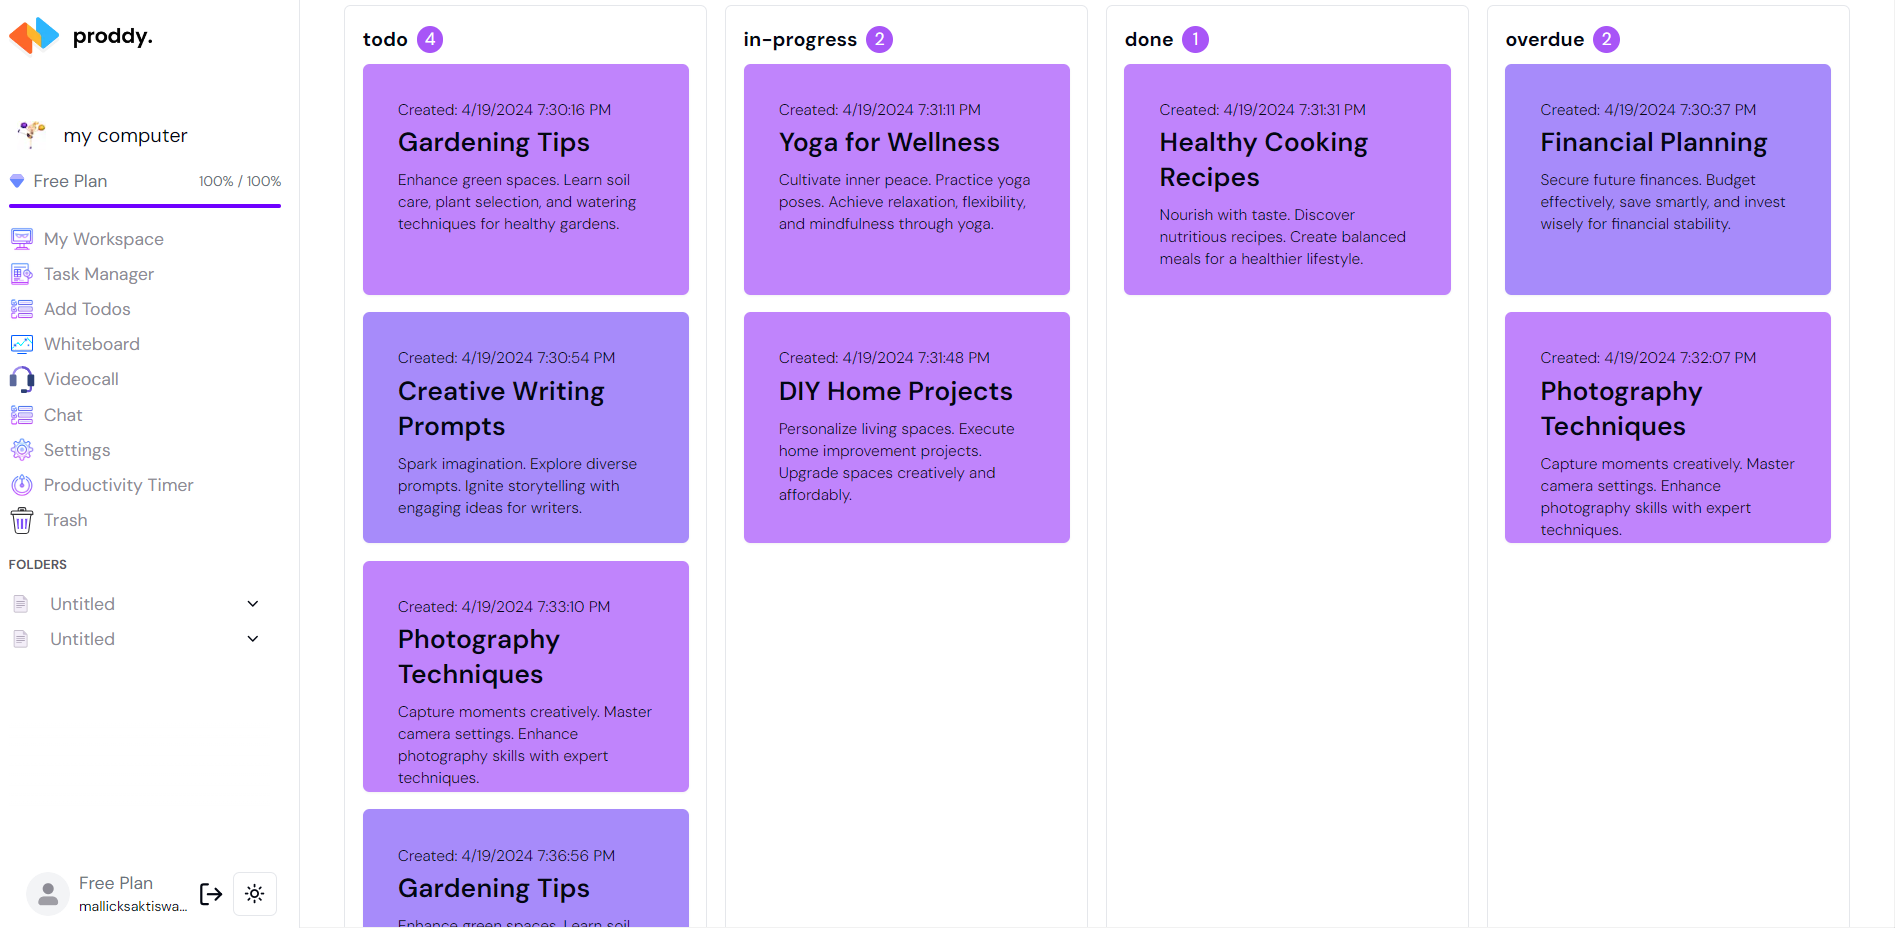 proddy.
my computer
Free Plan
100% / 100%
My Workspace
Task Manager
Add Todos
Whiteboard
Videocall
Chat
Settings
Productivity Timer
Trash
FOLDERS
Untitled
Untitled
Free Plan
mallicksaktiswa...
todo 4
Created: 4/19/2024 7:30:16 PM
Gardening Tips
Enhance green spaces. Learn soil
care, plant selection, and watering
techniques for healthy gardens.
Created: 4/19/2024 7:30:54 PM
Creative Writing
Prompts
Spark imagination. Explore diverse
prompts. Ignite storytelling with
engaging ideas for writers.
Created: 4/19/2024 7:33:10 PM
Photography
Techniques
Capture moments creatively. Master
camera settings. Enhance
photography skills with expert
techniques.
Created: 4/19/2024 7:36:56 PM
Gardening Tips
Enhance green spaces. Learn soil
in-progress 2
Created: 4/19/2024 7:31:11 PM
Yoga for Wellness
Cultivate inner peace. Practice yoga
poses. Achieve relaxation, flexibility,
and mindfulness through yoga.
Created: 4/19/2024 7:31:48 PM
DIY Home Projects
Personalize living spaces. Execute
home improvement projects.
Upgrade spaces creatively and
affordably.
done 1
Created: 4/19/2024 7:31:31 PM
Healthy Cooking
Recipes
Nourish with taste. Discover
nutritious recipes. Create balanced
meals for a healthier lifestyle.
overdue 2
Created: 4/19/2024 7:30:37 PM
Financial Planning
Secure future finances. Budget
effectively, save smartly, and invest
wisely for financial stability.
Created: 4/19/2024 7:32:07 PM
Photography
Techniques
Capture moments creatively. Master
camera settings. Enhance
photography skills with expert
techniques.